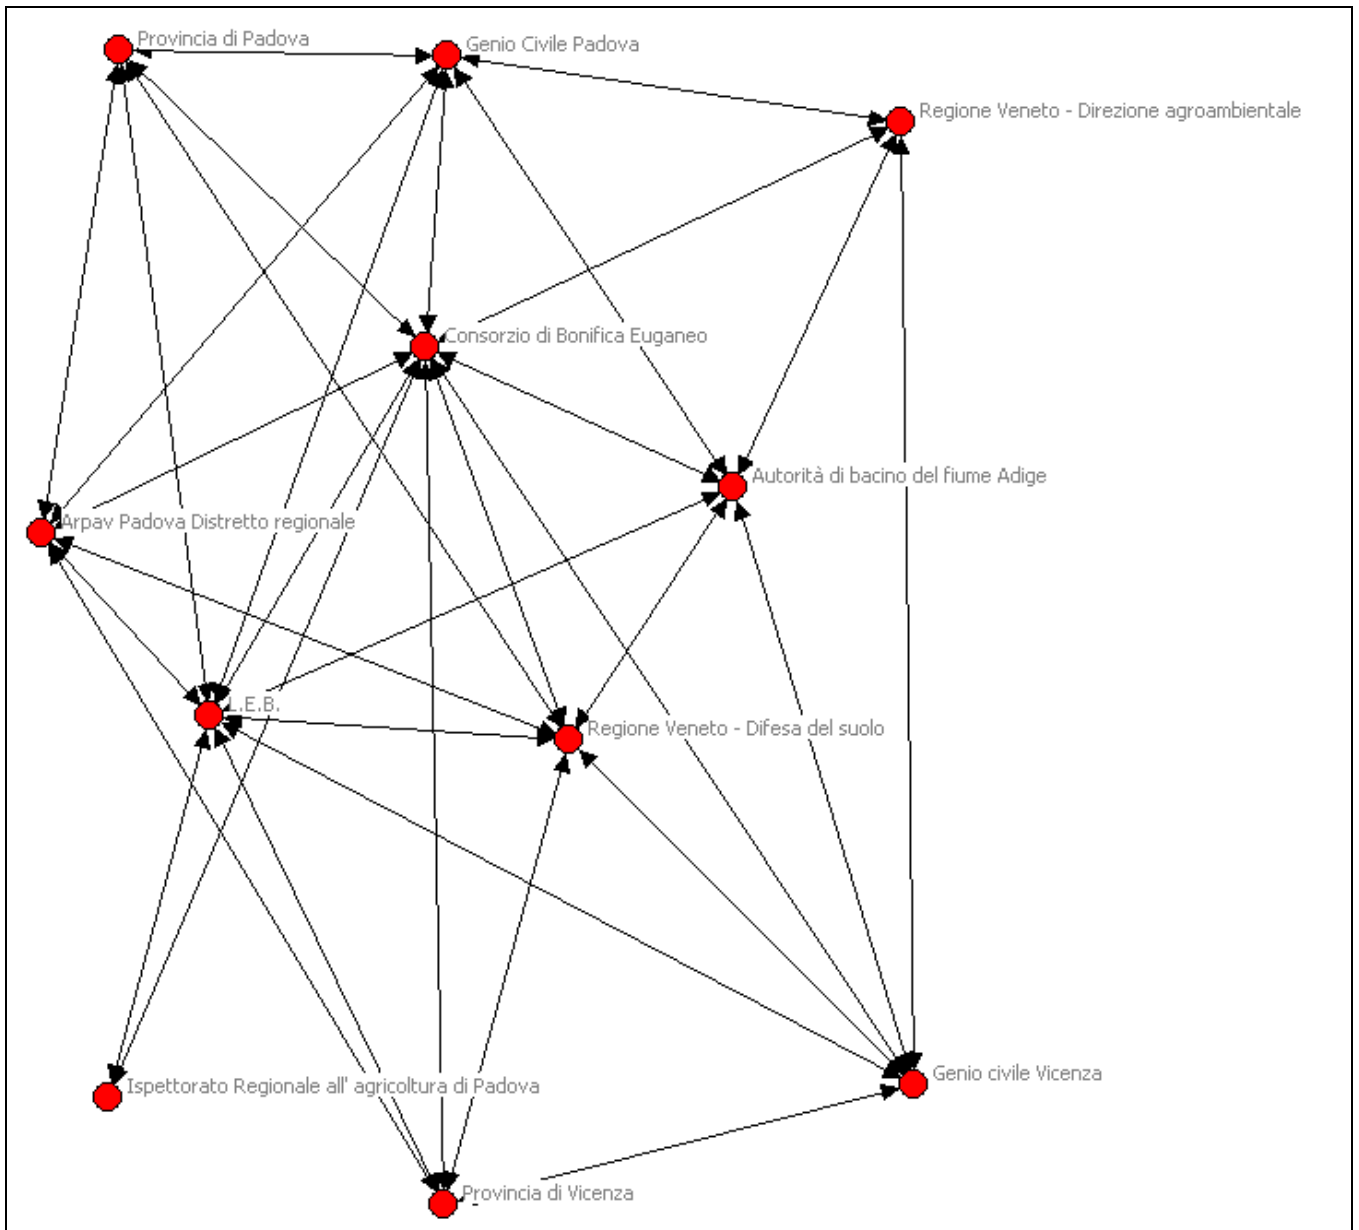 Provincia di Padova
Genio Civile Padova
Regione Veneto - Direzione agroambientale
Consorzio di Bonifica Euganeo
Autorità di bacino del fiume Adige
Arpav Padova Distretto regionale
L.E.B.
Regione Veneto - Difesa del suolo
Genio civile Vicenza
Ispettorato Regionale all' agricoltura di Padova
Provincia di Vicenza